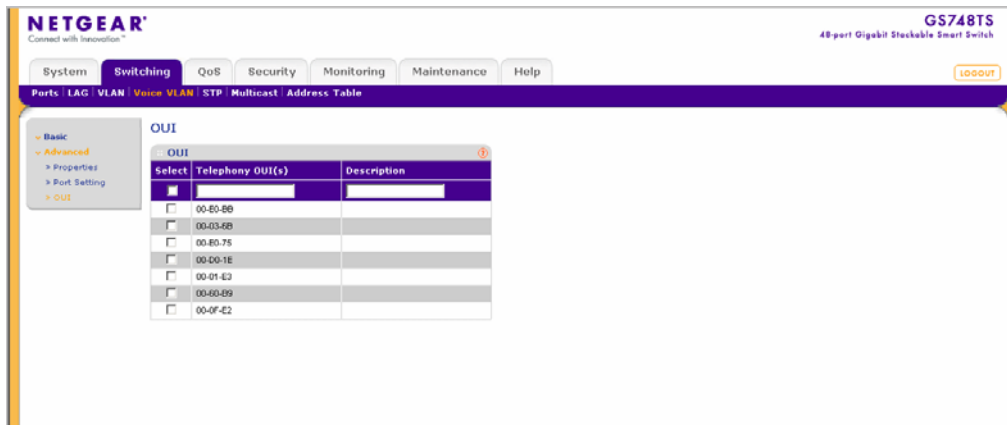 NETGEAR
GS748TS
Connect with Innovation™
48-port Gigabit Stackable Smart Switch
System Switching QoS Security Monitoring Maintenance Help
LOGOUT
Ports LAG VLAN Voice VLAN STP Multicast Address Table
Basic
Advanced
> Properties
> Port Setting
> OUI
OUI
OUI
Select Telephony OUI(s) Description
00-E0-BB
00-03-6B
00-E0-75
00-D0-1E
00-01-E3
00-60-B9
00-0F-E2